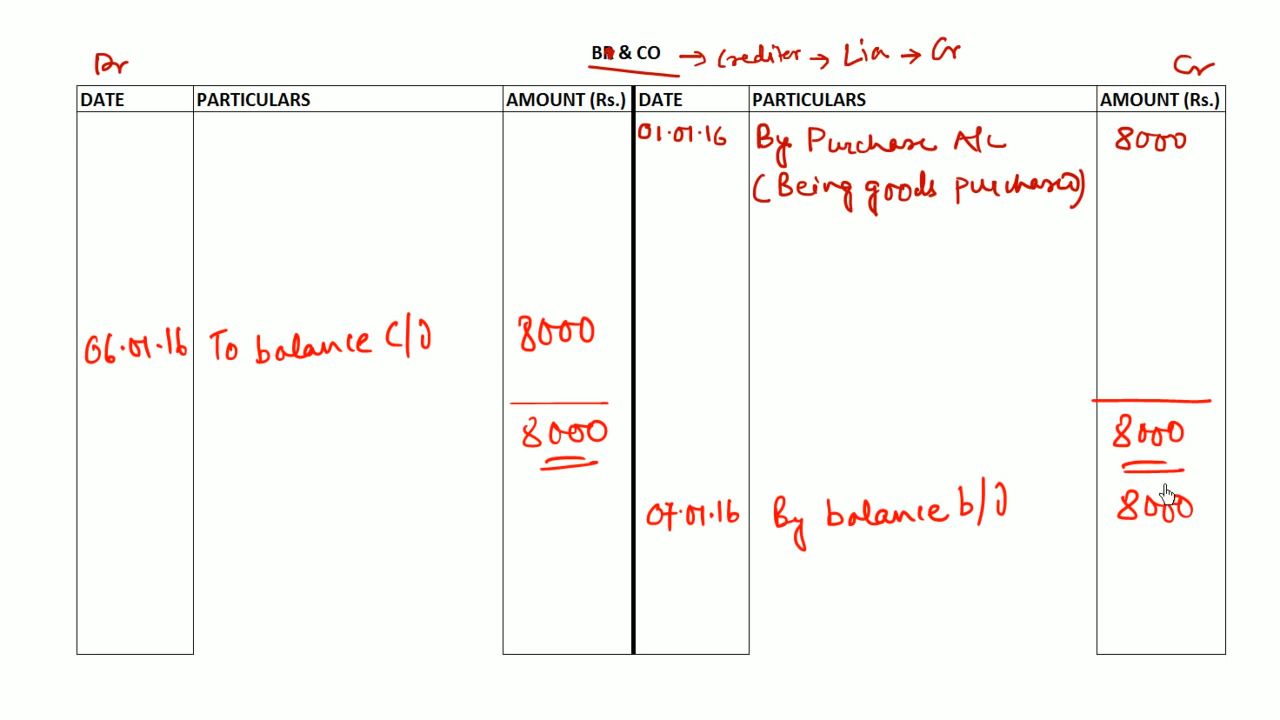 BR & CO → Crediter → Lia → Cr
Dr
Cr
DATE PARTICULARS AMOUNT (Rs.) DATE PARTICULARS AMOUNT (Rs.)
01.01.16 By Purchase A/c 8000
(Being goods purchased)
06.01.16 To balance c/d 8000
8000 8000
07.01.16 By balance b/d 8000